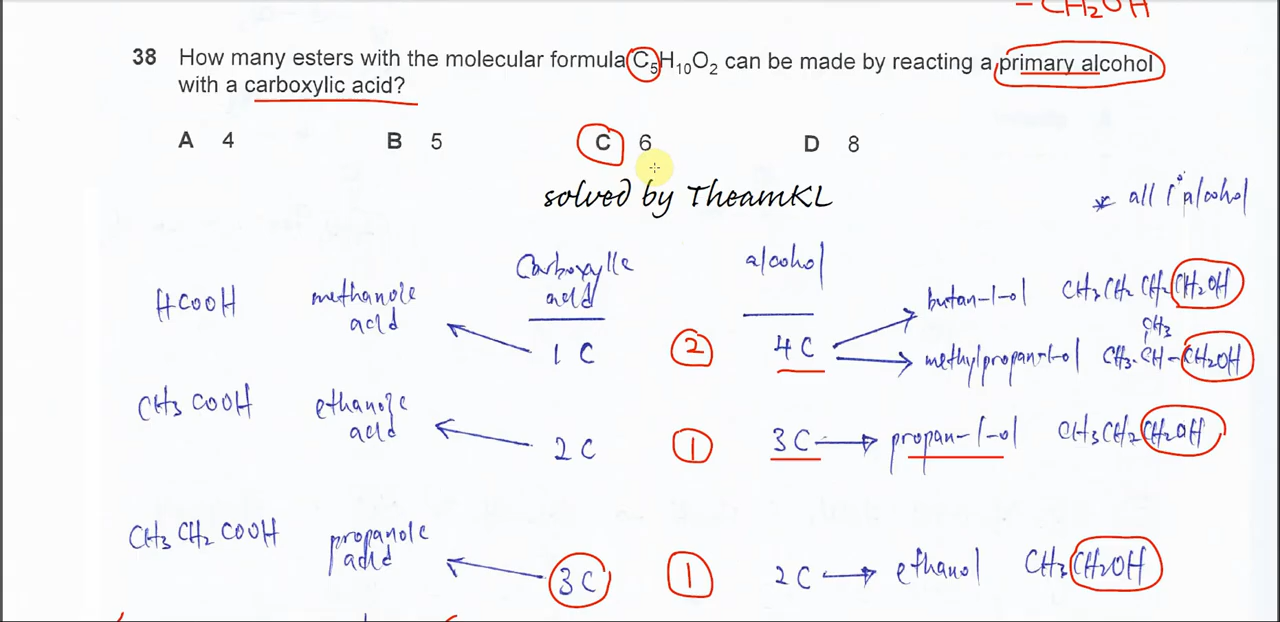 – CH₂OH
38 How many esters with the molecular formula C₅H₁₀O₂ can be made by reacting a primary alcohol
with a carboxylic acid?
A 4 B 5 C 6 D 8
solved by TheamKL
* all 1° alcohol
Carboxylic acid alcohol
HCOOH methanoic acid 1 C 2 4 C butan-1-ol CH₃CH₂CH₂CH₂OH
CH₃
methylpropan-1-ol CH₃-CH-CH₂OH
CH₃COOH ethanoic acid 2 C 1 3 C propan-1-ol CH₃CH₂CH₂OH
CH₃CH₂COOH propanoic acid 3 C 1 2 C ethanol CH₃CH₂OH